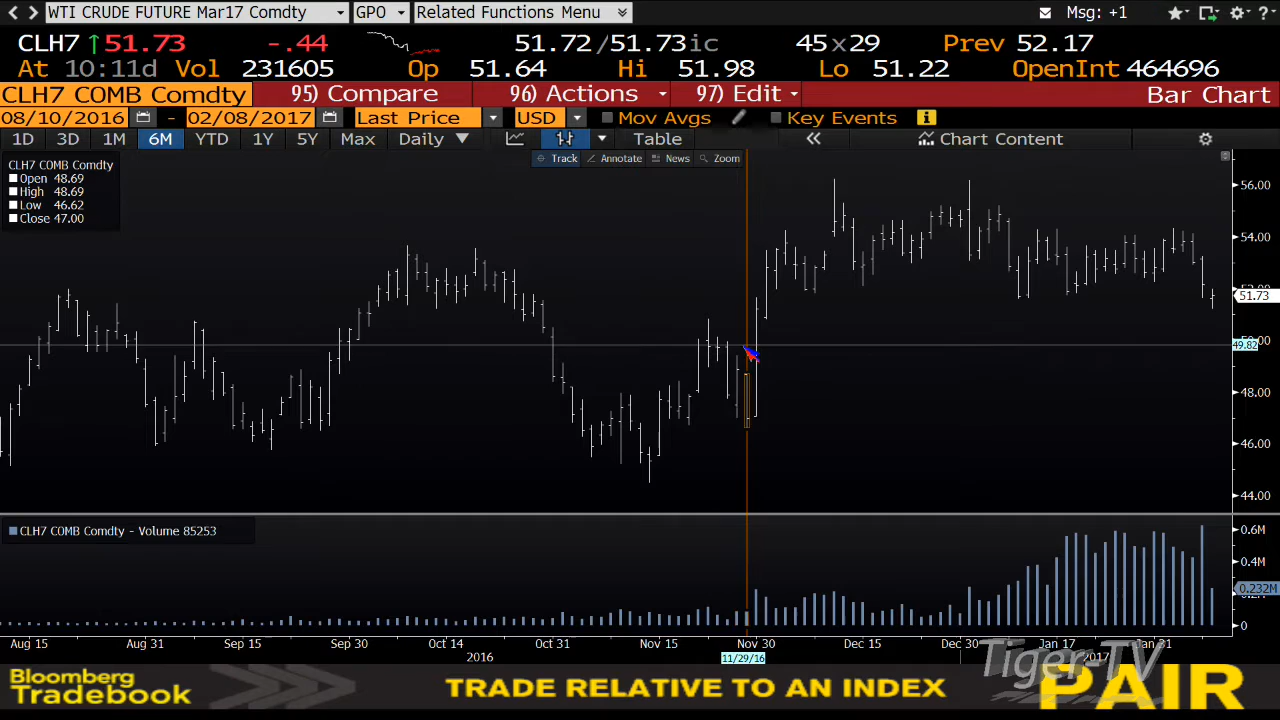 WTI CRUDE FUTURE Mar17 Comdty GPO Related Functions Menu Msg: +1
CLH7 ↑51.73 -.44 51.72/51.73ic 45x29 Prev 52.17
At 10:11d Vol 231605 Op 51.64 Hi 51.98 Lo 51.22 OpenInt 464696
CLH7 COMB Comdty 95) Compare 96) Actions 97) Edit Bar Chart
08/10/2016 - 02/08/2017 Last Price USD Mov Avgs Key Events
1D 3D 1M 6M YTD 1Y 5Y Max Daily Table Chart Content
Track Annotate News Zoom
CLH7 COMB Comdty
Open 48.69
High 48.69
Low 46.62
Close 47.00
56.00
54.00
51.73
49.82
48.00
46.00
44.00
CLH7 COMB Comdty - Volume 85253
0.6M
0.4M
0.232M
0
Aug 15 Aug 31 Sep 15 Sep 30 Oct 14 Oct 31 Nov 15 Nov 30 Dec 15 Dec 30 Jan 17 Jan 31
2016 11/29/16 2017
Tiger-TV
Bloomberg
Tradebook
TRADE RELATIVE TO AN INDEX
PAIR